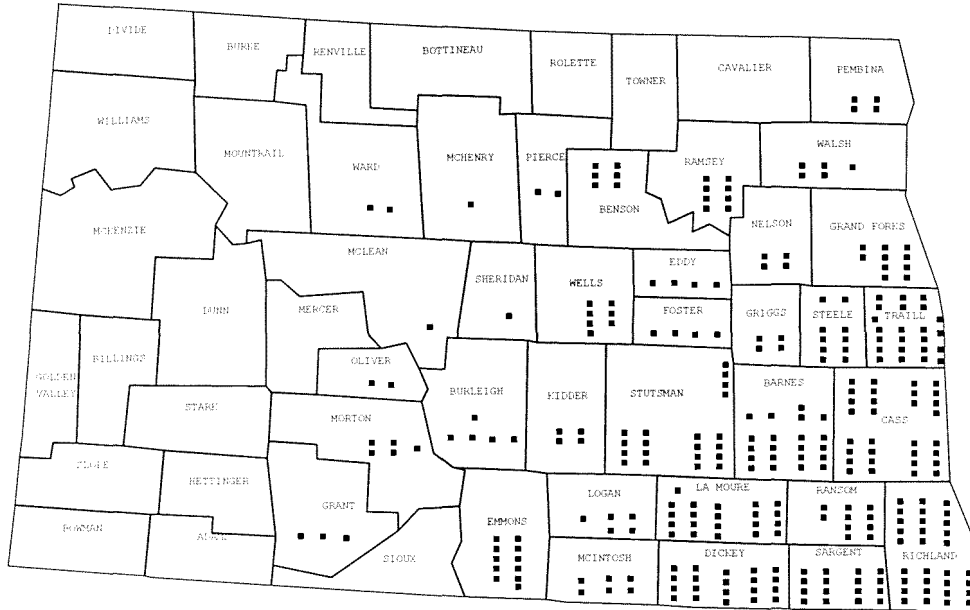 DIVIDE
BURKE
RENVILLE
BOTTINEAU
ROLETTE
TOWNER
CAVALIER
PEMBINA
WILLIAMS
MOUNTRAIL
WARD
MCHENRY
PIERCE
BENSON
RAMSEY
WALSH
MCKENZIE
MCLEAN
SHERIDAN
WELLS
EDDY
NELSON
GRAND FORKS
DUNN
MERCER
FOSTER
GRIGGS
STEELE
TRAILL
GOLDEN
VALLEY
BILLINGS
OLIVER
BURLEIGH
KIDDER
STUTSMAN
BARNES
CASS
STARK
MORTON
SLOPE
HETTINGER
GRANT
EMMONS
LOGAN
LA MOURE
RANSOM
RICHLAND
BOWMAN
SIOUX
MCINTOSH
DICKEY
SARGENT